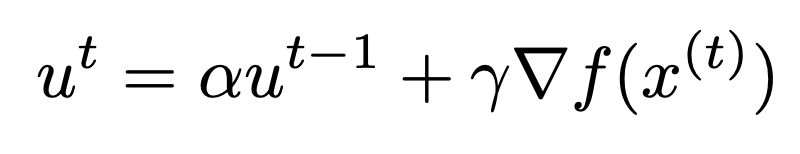 u^t = αu^{t−1} + γ∇f(x^{(t)})